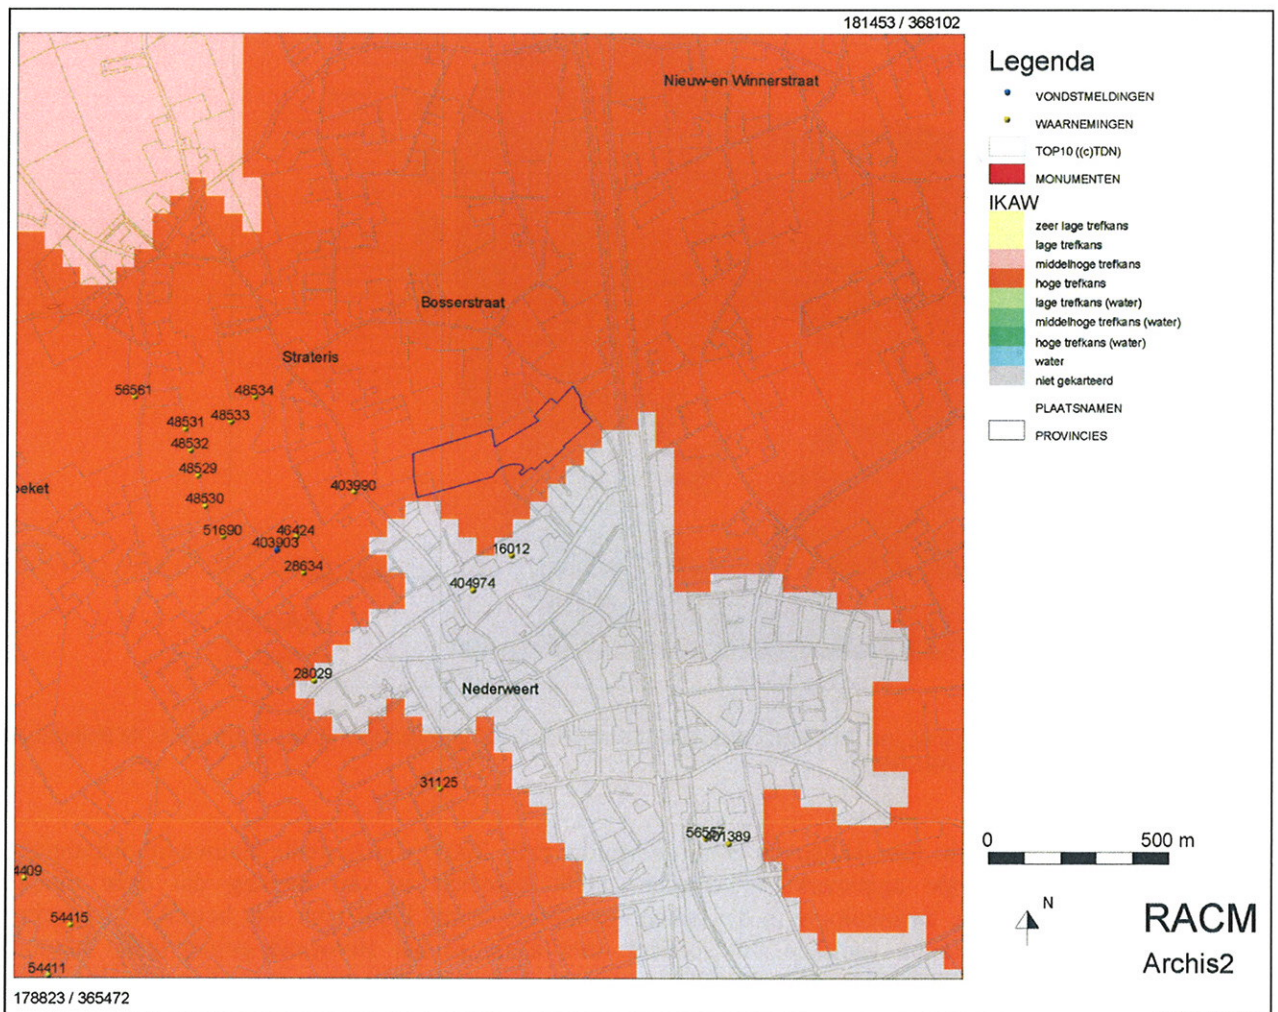 181453 / 368102
Nieuw-en Winnerstraat
Bosserstraat
Strateris
56561
48534
48533
48531
48532
48529
403990
48530
51690
46424
403903
28634
16012
404974
28029
Nederweert
31125
56557
401389
54415
54411
178823 / 365472
Legenda
VONDSTMELDINGEN
WAARNEMINGEN
TOP10 ((c)TDN)
MONUMENTEN
IKAW
zeer lage trefkans
lage trefkans
middelhoge trefkans
hoge trefkans
lage trefkans (water)
middelhoge trefkans (water)
hoge trefkans (water)
water
niet gekarteerd
PLAATSNAMEN
PROVINCIES
0 500 m
N
RACM
Archis2